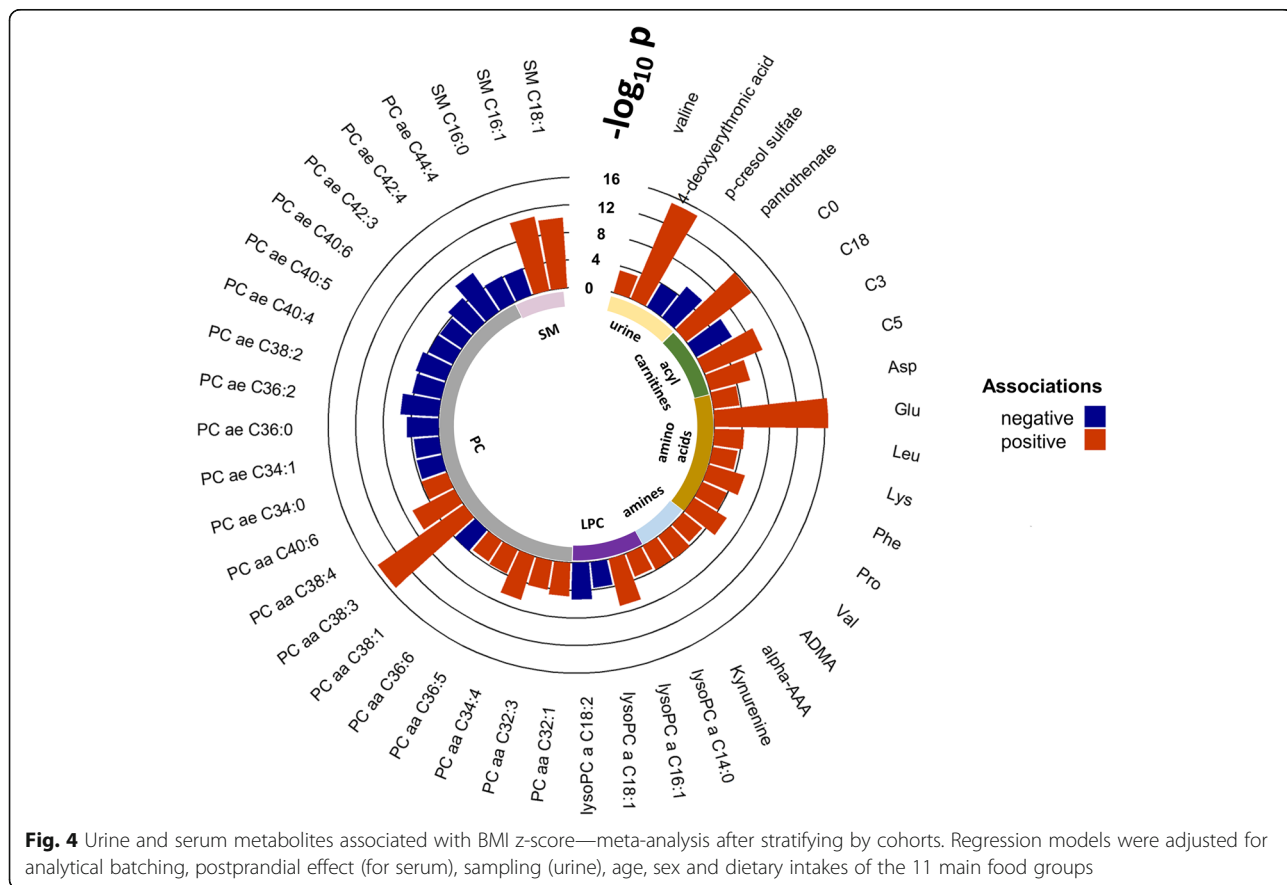 -log10 p
16
12
8
4
0
valine
4-deoxyerythronic acid
p-cresol sulfate
pantothenate
C0
C18
C3
C5
Asp
Glu
Leu
Lys
Phe
Pro
Val
ADMA
alpha-AAA
Kynurenine
lysoPC a C14:0
lysoPC a C16:1
lysoPC a C18:1
lysoPC a C18:2
PC aa C32:1
PC aa C32:3
PC aa C34:4
PC aa C36:5
PC aa C36:6
PC aa C38:1
PC aa C38:3
PC aa C38:4
PC aa C40:6
PC ae C34:0
PC ae C34:1
PC ae C36:0
PC ae C36:2
PC ae C38:2
PC ae C40:4
PC ae C40:5
PC ae C40:6
PC ae C42:3
PC ae C42:4
PC ae C44:4
SM C16:0
SM C16:1
SM C18:1
urine
acyl
carnitines
amino
acids
amines
LPC
PC
SM
Associations
negative
positive
Fig. 4 Urine and serum metabolites associated with BMI z-score—meta-analysis after stratifying by cohorts. Regression models were adjusted for
analytical batching, postprandial effect (for serum), sampling (urine), age, sex and dietary intakes of the 11 main food groups